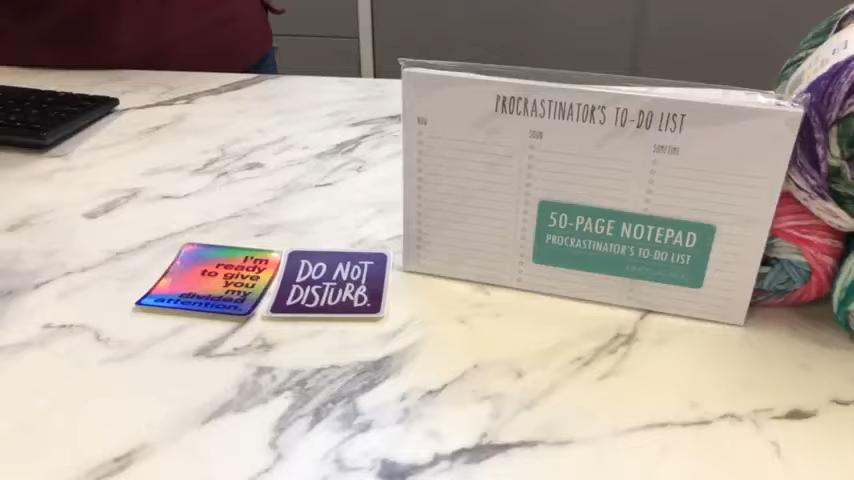 PROCRASTINATOR'S TO-DO LIST
NOW
SOON
SOMETIME
50-PAGE NOTEPAD
PROCRASTINATOR'S TO-DO LIST
I'm
ready
to give
you
my
divided
attention.
DO NOT
DISTURB.